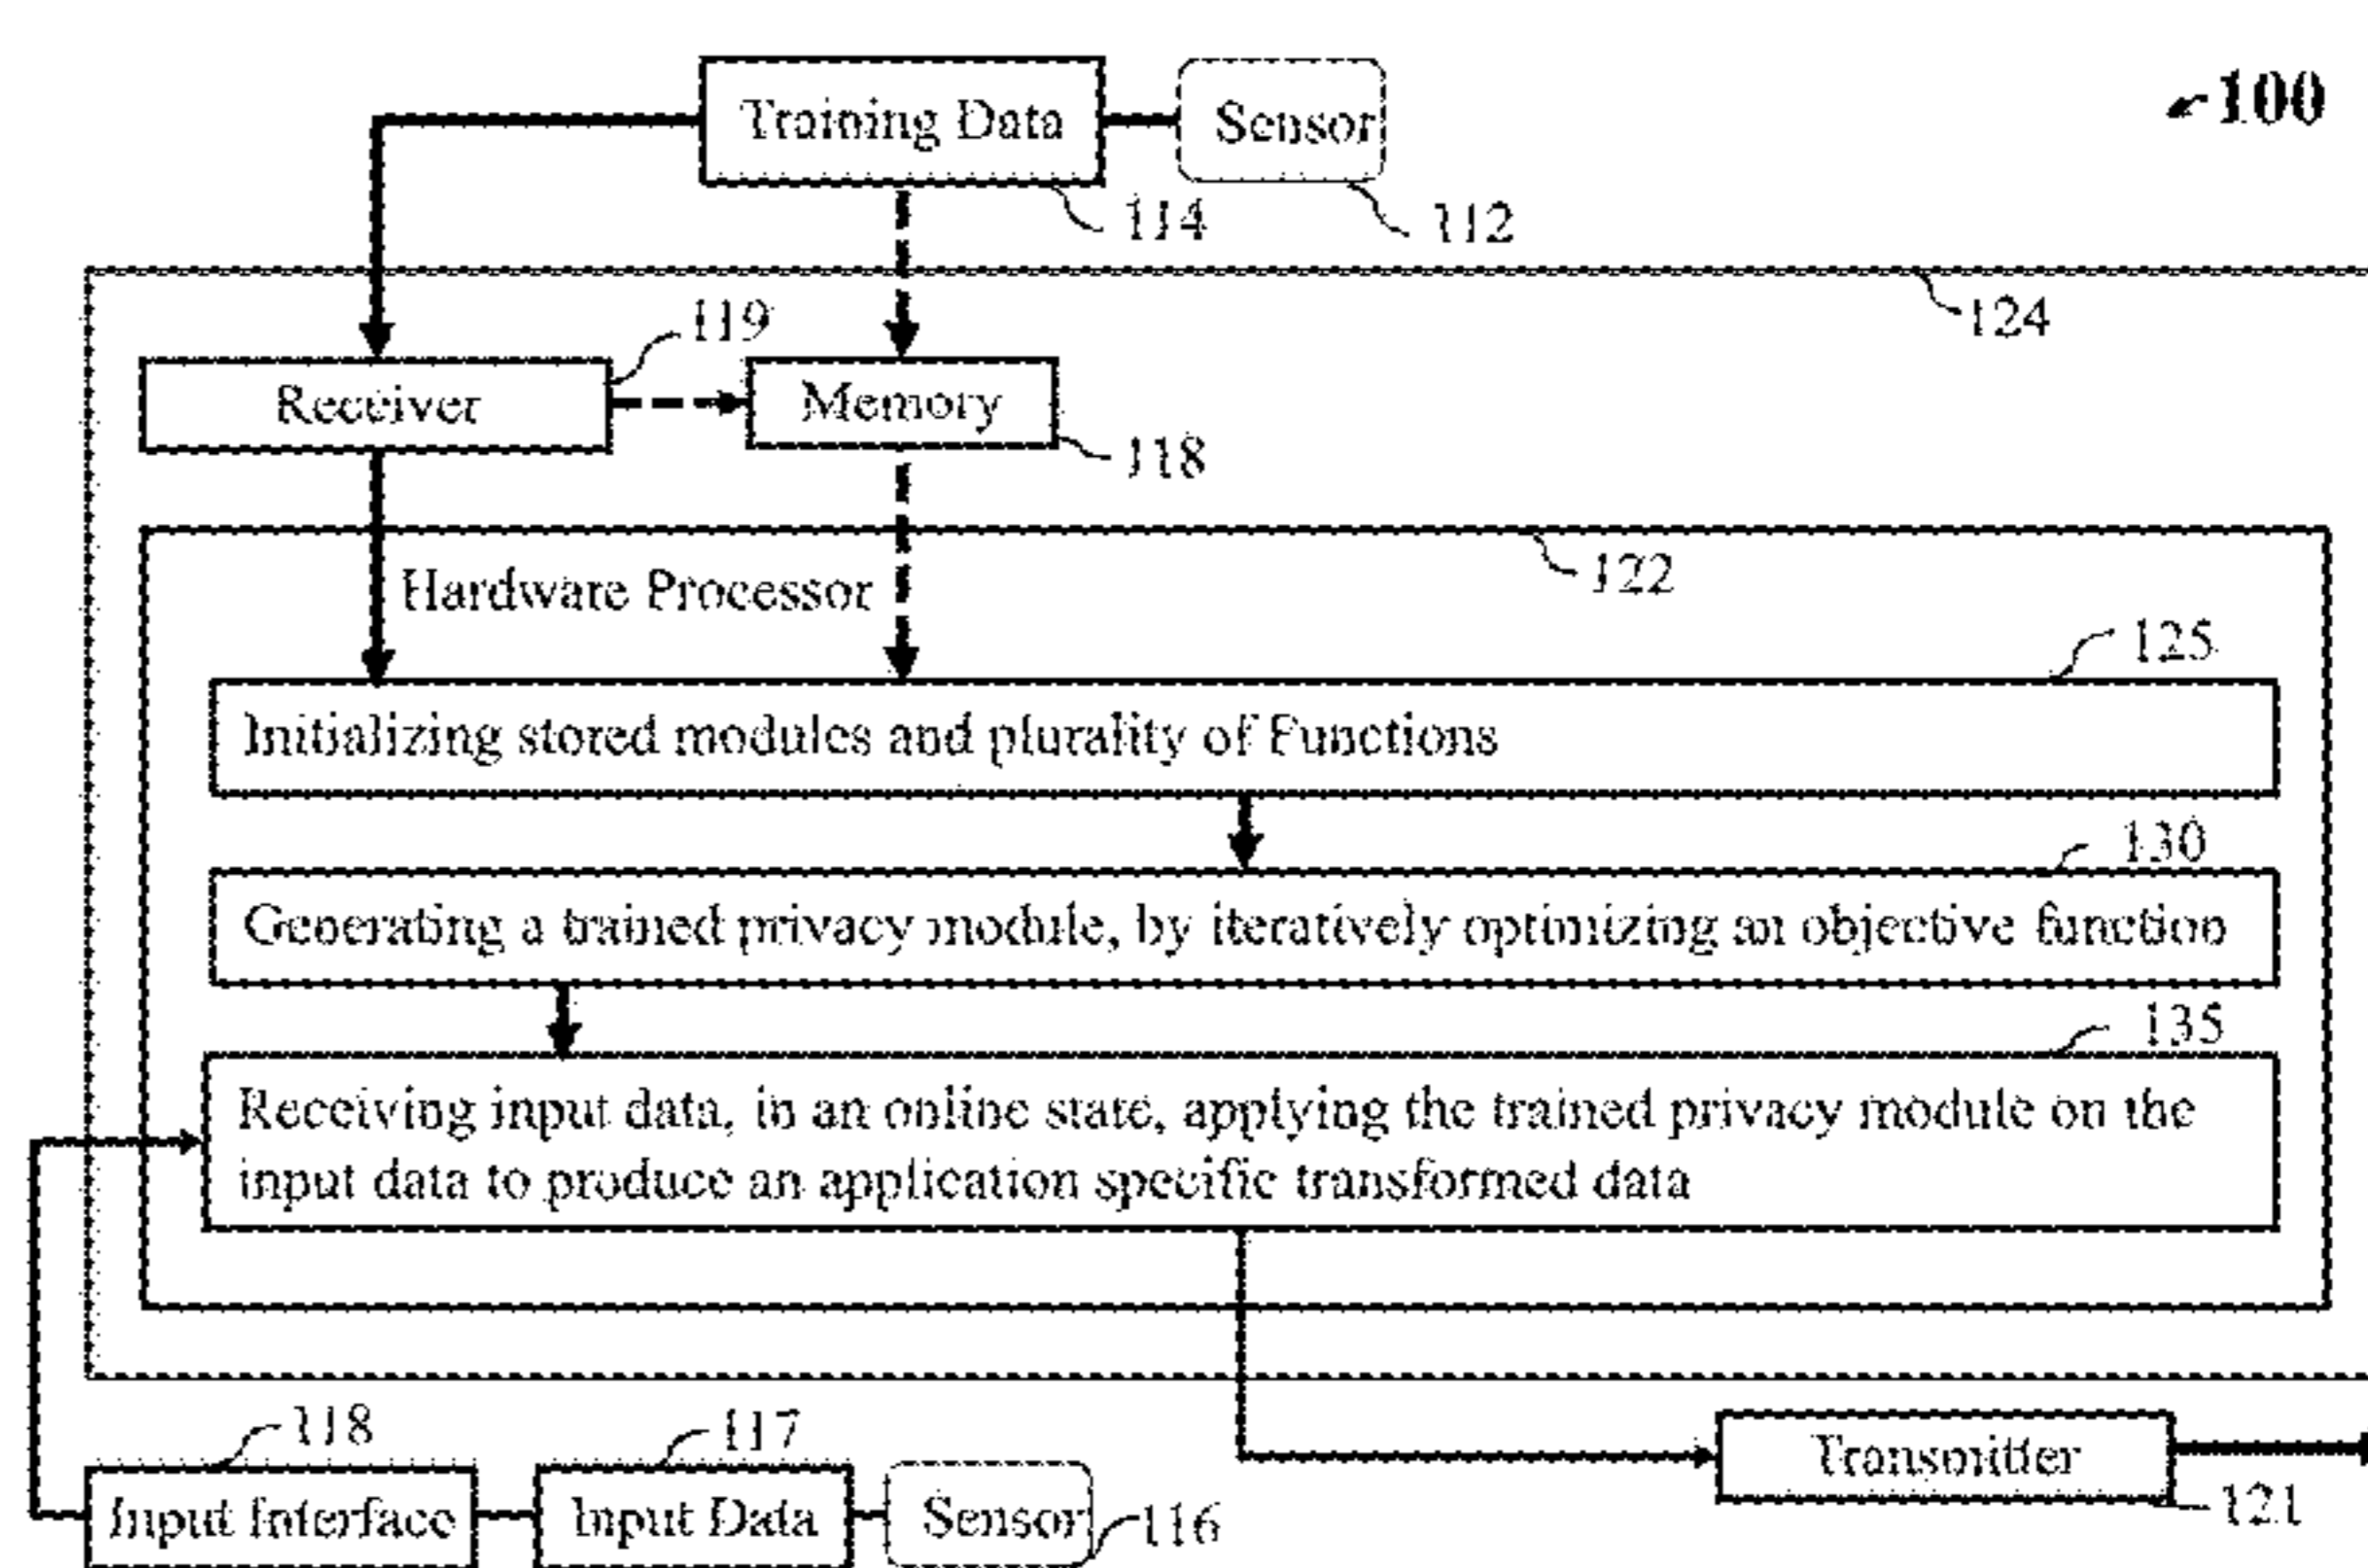 100
Training Data
Sensor
114
112
124
119
Receiver
Memory
118
122
Hardware Processor
125
Initializing stored modules and plurality of Functions
130
Generating a trained privacy module, by iteratively optimizing an objective function
135
Receiving input data, in an online state, applying the trained privacy module on the
input data to produce an application specific transformed data
118
117
Transmitter
Input Interface
Input Data
Sensor
116
121